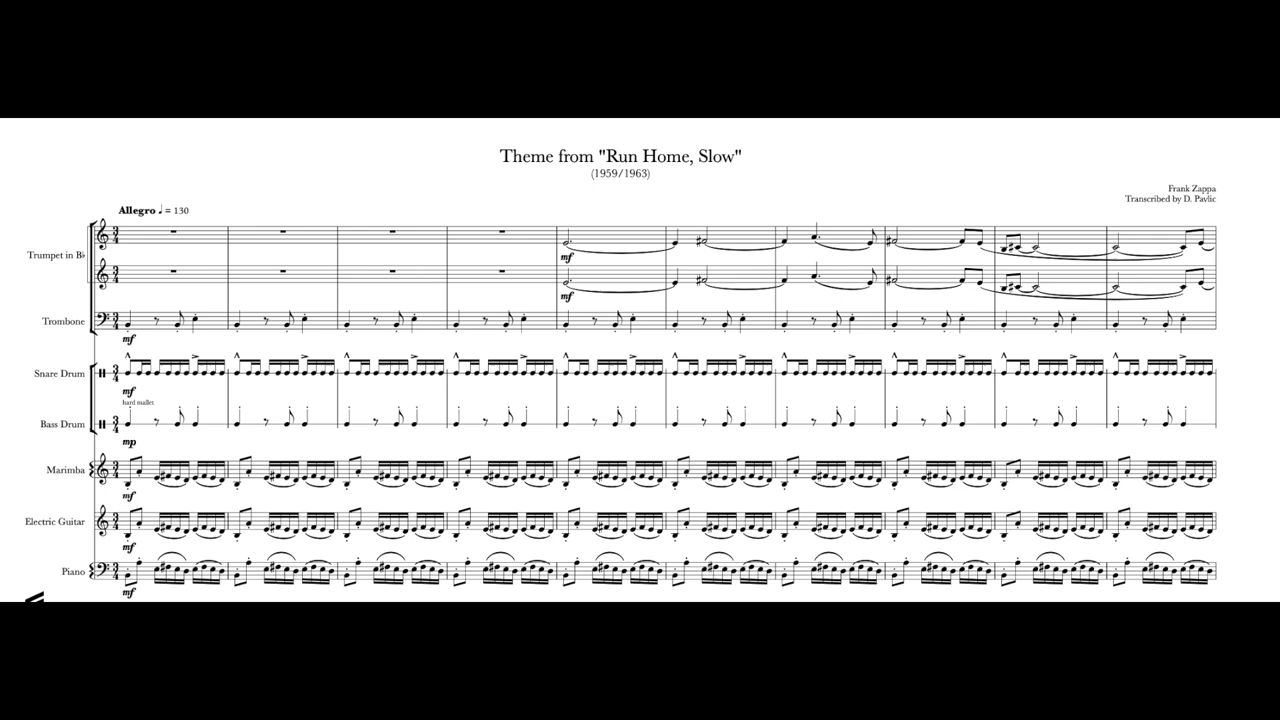 Theme from "Run Home, Slow"
(1959/1963)
Frank Zappa
Transcribed by D. Pavlic
Allegro ♩ = 130
Trumpet in B♭
mf
mf
Trombone
mf
Snare Drum
mf
hard mallet
Bass Drum
mp
Marimba
mf
Electric Guitar
mf
Piano
mf